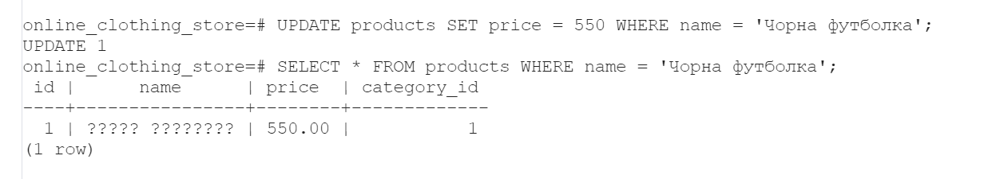 online_clothing_store=# UPDATE products SET price = 550 WHERE name = 'Чорна футболка';
UPDATE 1
online_clothing_store=# SELECT * FROM products WHERE name = 'Чорна футболка';
 id |      name      | price  | category_id
----+----------------+--------+-------------
  1 | ????? ???????? | 550.00 |           1
(1 row)